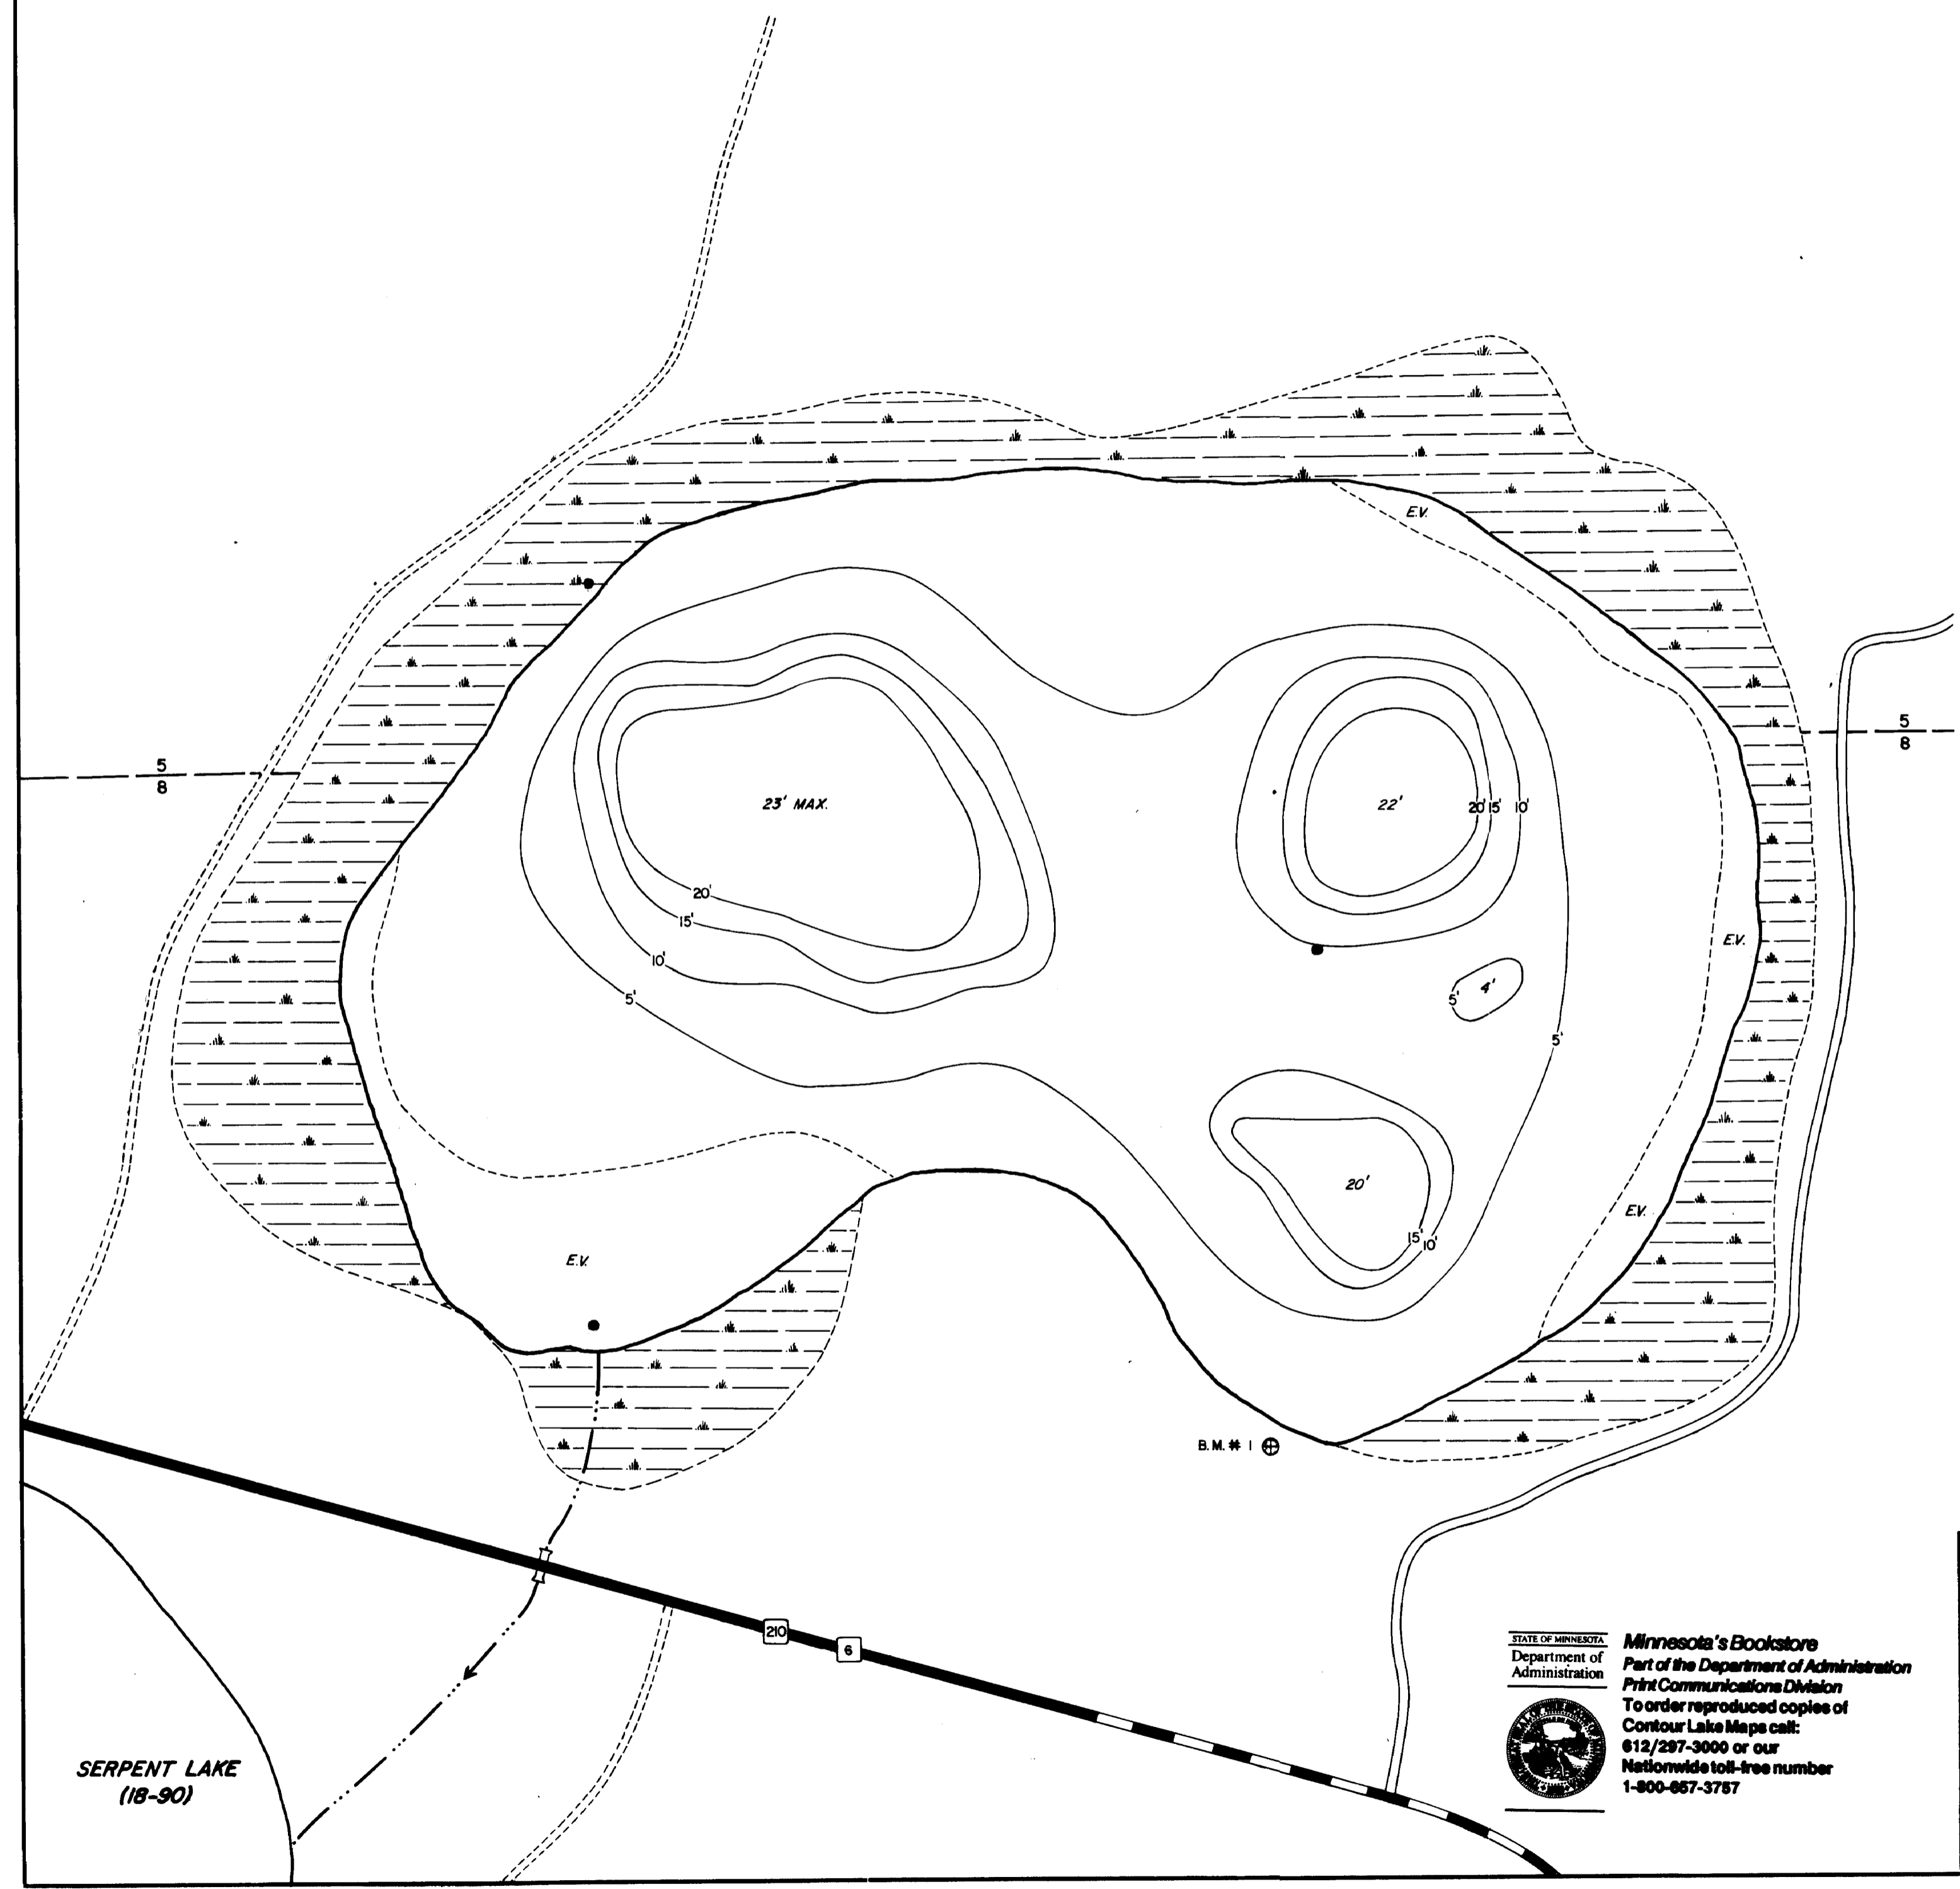 E.V.
5
8
5
8
23' MAX.
22'
20' 15' 10'
20'
15'
10'
5'
E.V.
5' 4'
5'
20'
E.V.
15' 10'
E.V.
B.M. # 1
210
6
SERPENT LAKE
(18-90)
STATE OF MINNESOTA
Department of
Administration
Minnesota's Bookstore
Part of the Department of Administration
Print Communications Division
To order reproduced copies of
Contour Lake Maps call:
612/297-3000 or our
Nationwide toll-free number
1-800-657-3757